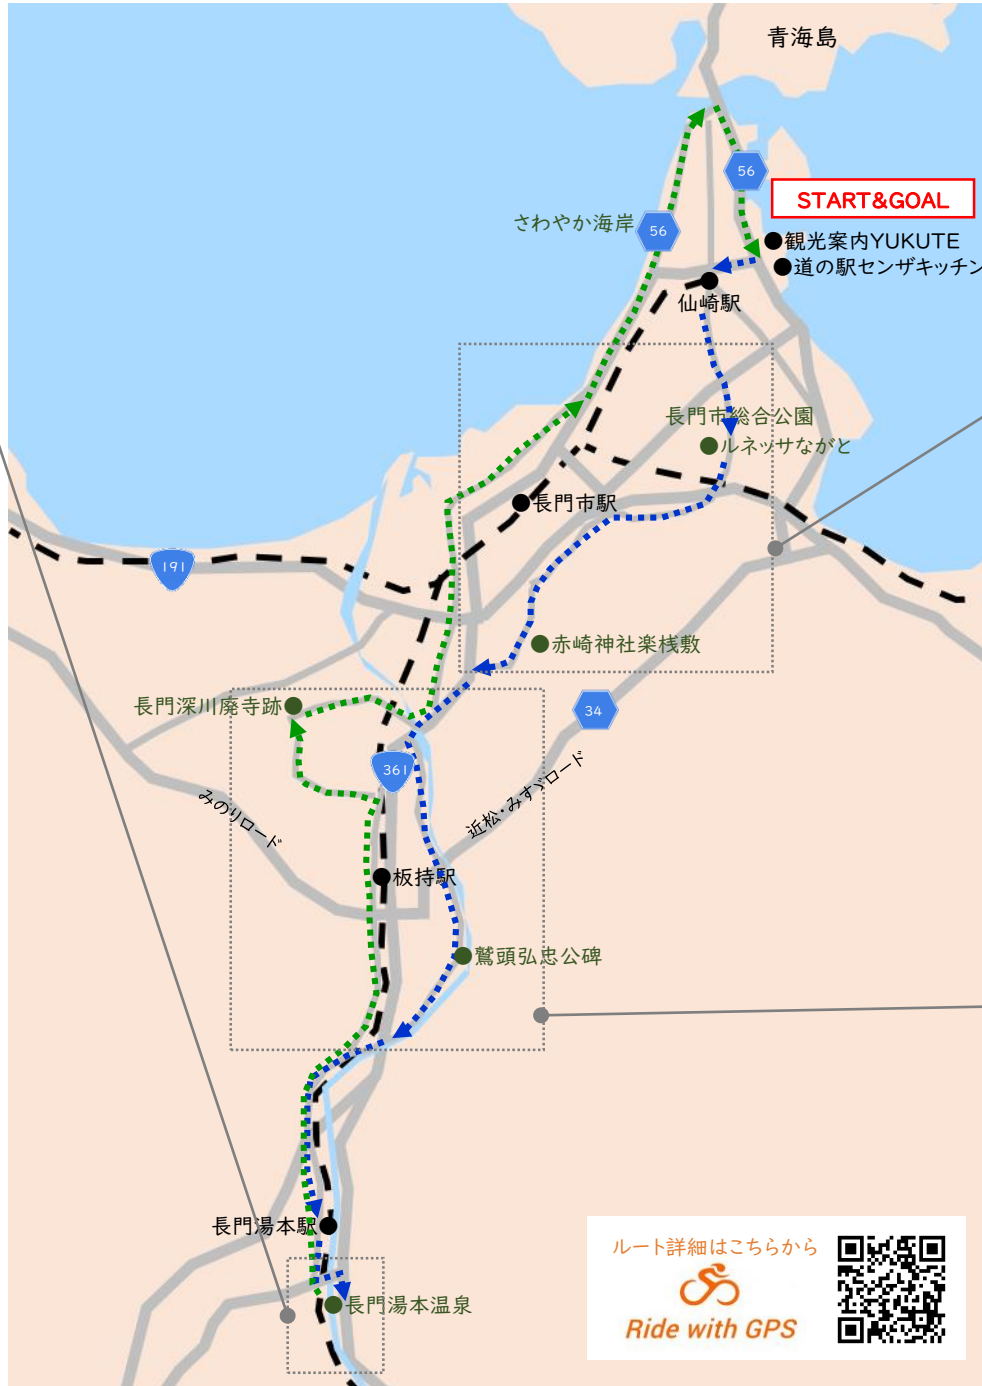 青海島
56
START&GOAL
さわやか海岸
56
観光案内YUKUTE
道の駅センザキッチン
仙崎駅
長門市総合公園
ルネッサながと
長門市駅
191
赤崎神社楽桟敷
長門深川廃寺跡
34
361
みのりロード
近松・みすゞロード
板持駅
鷲頭弘忠公碑
長門湯本駅
ルート詳細はこちらから
Ride with GPS
長門湯本温泉